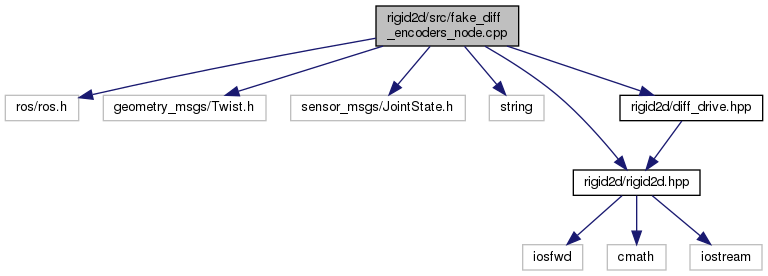 rigid2d/src/fake_diff
_encoders_node.cpp
ros/ros.h
geometry_msgs/Twist.h
sensor_msgs/JointState.h
string
rigid2d/diff_drive.hpp
rigid2d/rigid2d.hpp
iosfwd
cmath
iostream